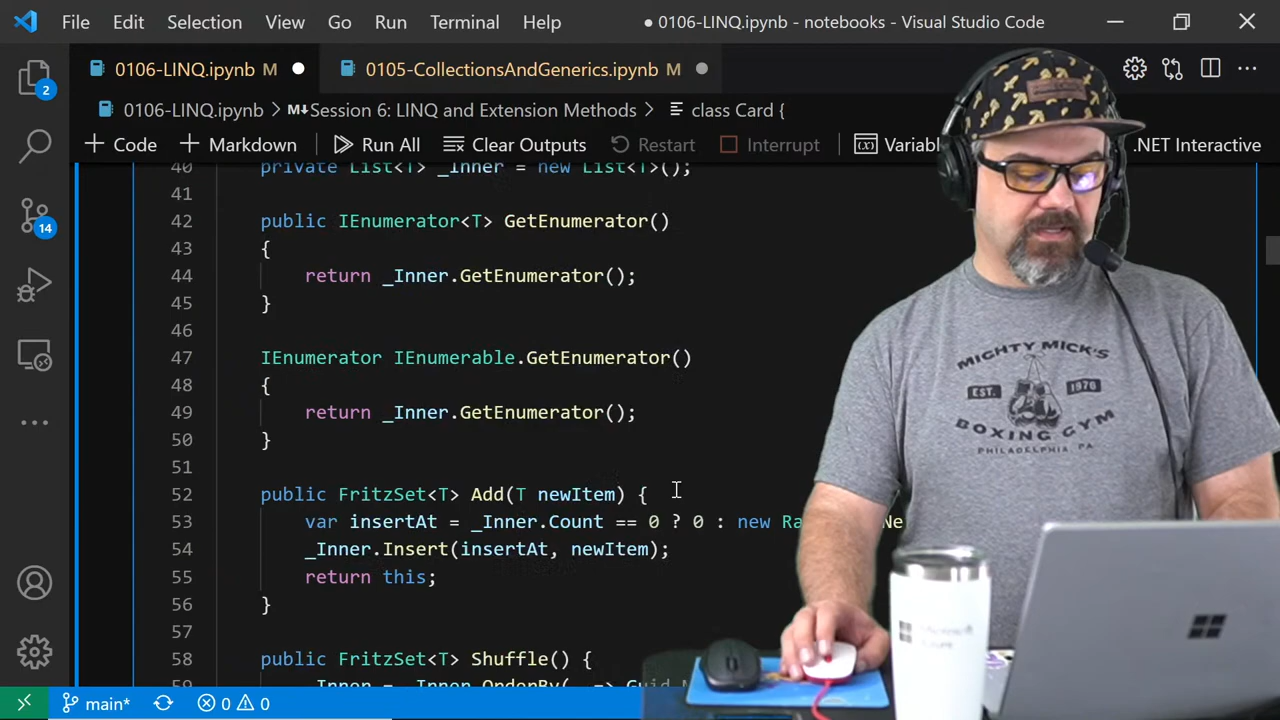 File Edit Selection View Go Run Terminal Help
● 0106-LINQ.ipynb - notebooks - Visual Studio Code
0106-LINQ.ipynb M
0105-CollectionsAndGenerics.ipynb M
0106-LINQ.ipynb > M↓Session 6: LINQ and Extension Methods > class Card {
+ Code + Markdown Run All Clear Outputs Restart Interrupt (x) Variab .NET Interactive
40 private List<T> _Inner = new List<T>();
41
42 public IEnumerator<T> GetEnumerator()
43 {
44 return _Inner.GetEnumerator();
45 }
46
47 IEnumerator IEnumerable.GetEnumerator()
48 {
49 return _Inner.GetEnumerator();
50 }
51
52 public FritzSet<T> Add(T newItem) {
53 var insertAt = _Inner.Count == 0 ? 0 : new Ra Ne
54 _Inner.Insert(insertAt, newItem);
55 return this;
56 }
57
58 public FritzSet<T> Shuffle() {
59 _Inner = _Inner.OrderBy(_ => Guid.N
2
14
main* 0 0
MIGHTY MICK'S
EST. 1976
BOXING GYM
PHILADELPHIA, PA
Microsoft